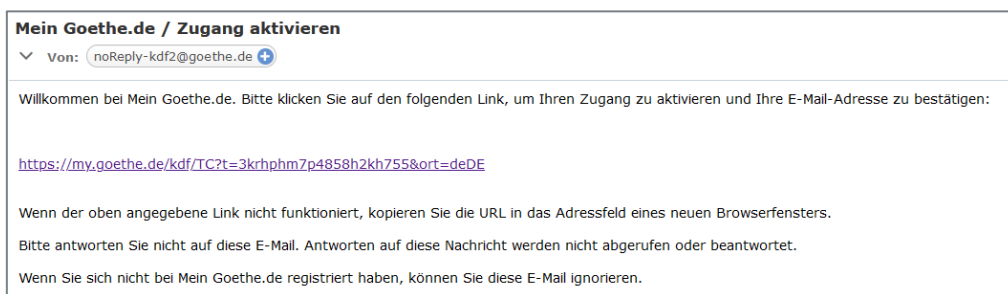 Mein Goethe.de / Zugang aktivieren
Von: noReply-kdf2@goethe.de
Willkommen bei Mein Goethe.de. Bitte klicken Sie auf den folgenden Link, um Ihren Zugang zu aktivieren und Ihre E-Mail-Adresse zu bestätigen:
https://my.goethe.de/kdf/TC?t=3krhphm7p4858h2kh755&ort=deDE
Wenn der oben angegebene Link nicht funktioniert, kopieren Sie die URL in das Adressfeld eines neuen Browserfensters.
Bitte antworten Sie nicht auf diese E-Mail. Antworten auf diese Nachricht werden nicht abgerufen oder beantwortet.
Wenn Sie sich nicht bei Mein Goethe.de registriert haben, können Sie diese E-Mail ignorieren.